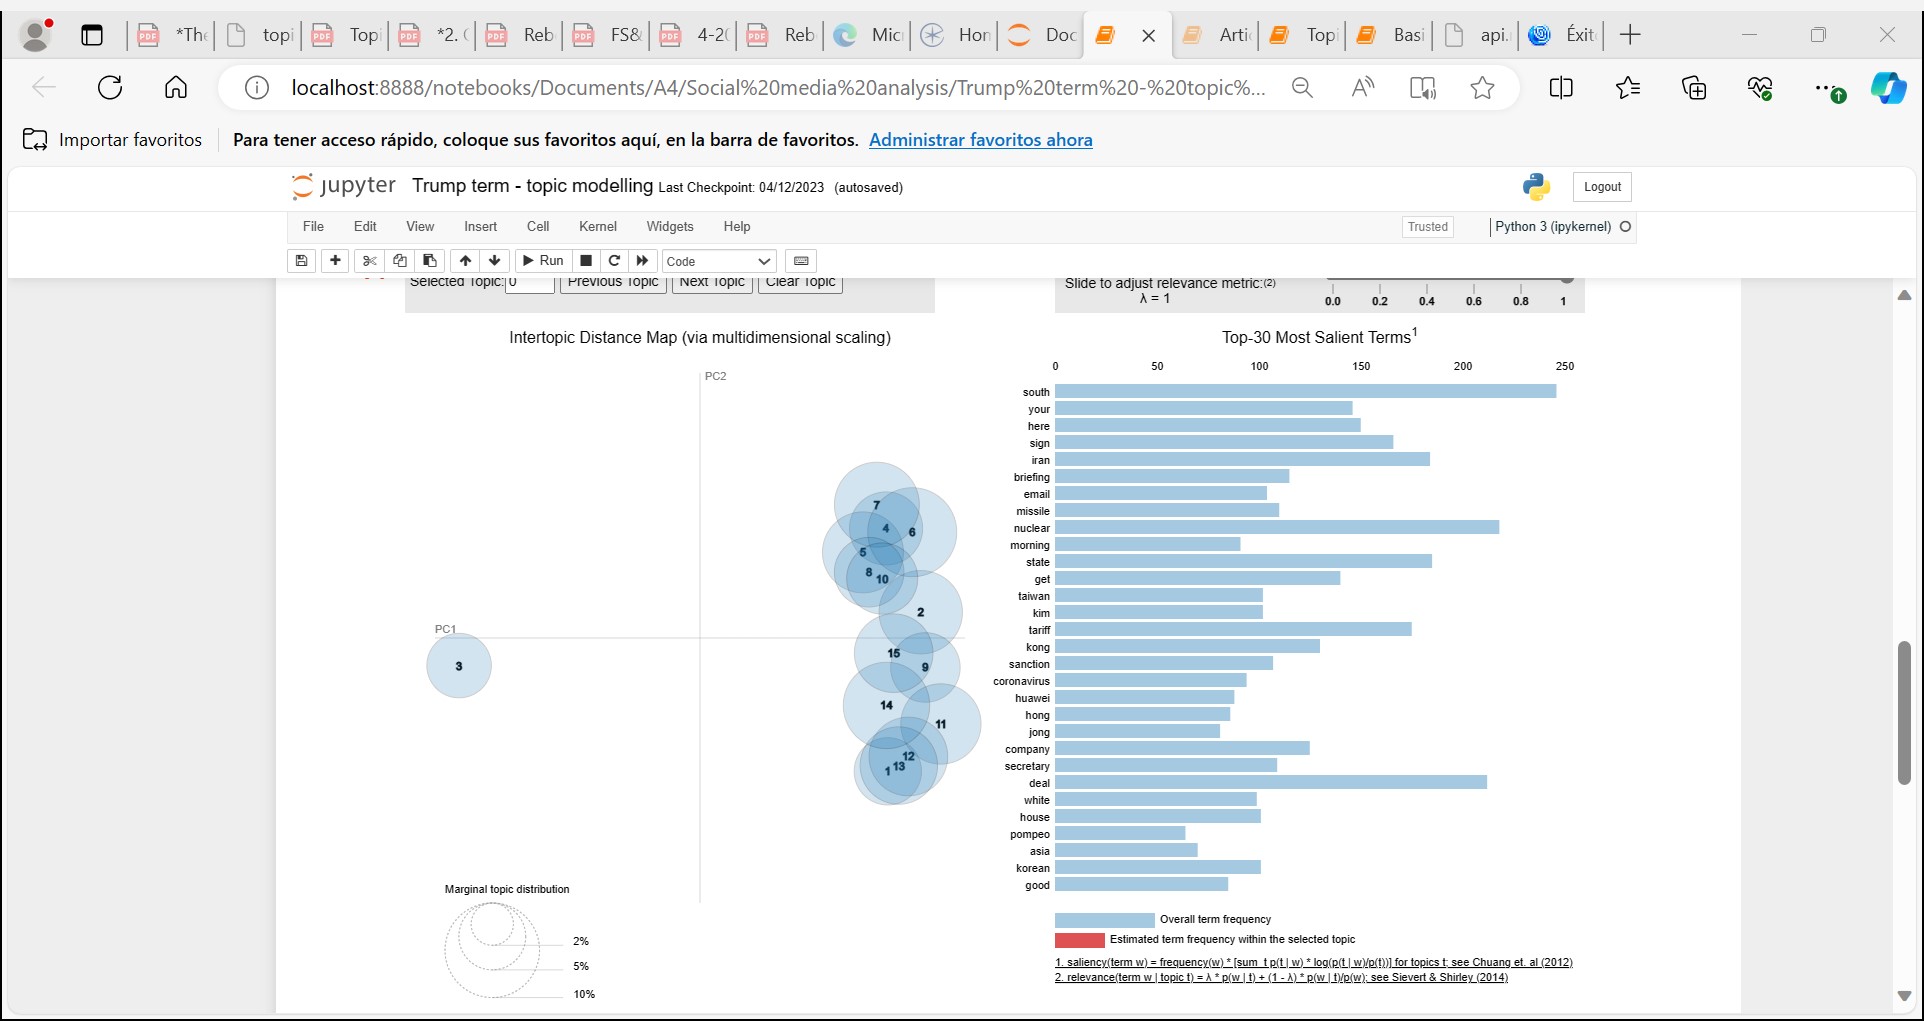 *The
topi
Topi
*2. (
Reb
FS&
4-2(
Reb
Micr
Hom
Doc
Artic
Topi
Basi
api.
Éxit
localhost:8888/notebooks/Documents/A4/Social%20media%20analysis/Trump%20term%20-%20topic%...
Importar favoritos
Para tener acceso rápido, coloque sus favoritos aquí, en la barra de favoritos. Administrar favoritos ahora
jupyter Trump term - topic modelling Last Checkpoint: 04/12/2023 (autosaved)
Logout
File Edit View Insert Cell Kernel Widgets Help
Trusted
Python 3 (ipykernel)
Run
Code
Selected Topic: 0 Previous Topic Next Topic Clear Topic
Slide to adjust relevance metric:(2)
λ = 1
0.0 0.2 0.4 0.6 0.8 1
Intertopic Distance Map (via multidimensional scaling)
PC2
PC1
7
4
6
5
8
10
2
3
15
9
14
11
12
13
1
Marginal topic distribution
2%
5%
10%
Top-30 Most Salient Terms1
0 50 100 150 200 250
south
your
here
sign
iran
briefing
email
missile
nuclear
morning
state
get
taiwan
kim
tariff
kong
sanction
coronavirus
huawei
hong
jong
company
secretary
deal
white
house
pompeo
asia
korean
good
Overall term frequency
Estimated term frequency within the selected topic
1. saliency(term w) = frequency(w) * [sum_t p(t | w) * log(p(t | w)/p(t))] for topics t; see Chuang et. al (2012)
2. relevance(term w | topic t) = λ * p(w | t) + (1 - λ) * p(w | t)/p(w); see Sievert & Shirley (2014)